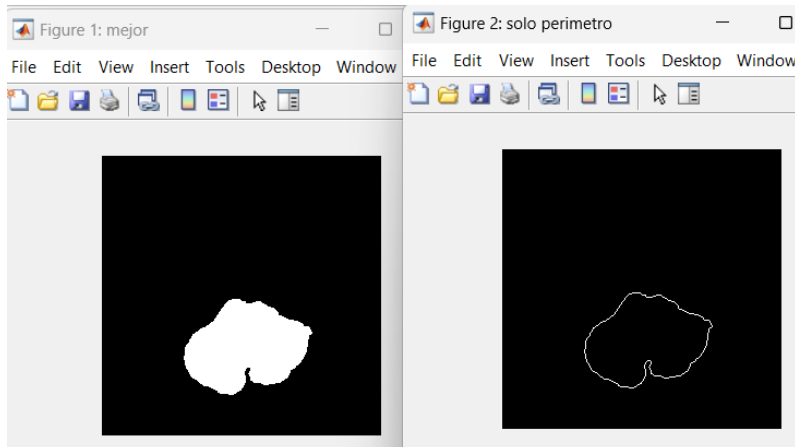 Figure 1: mejor
File Edit View Insert Tools Desktop Window
Figure 2: solo perimetro
File Edit View Insert Tools Desktop Window